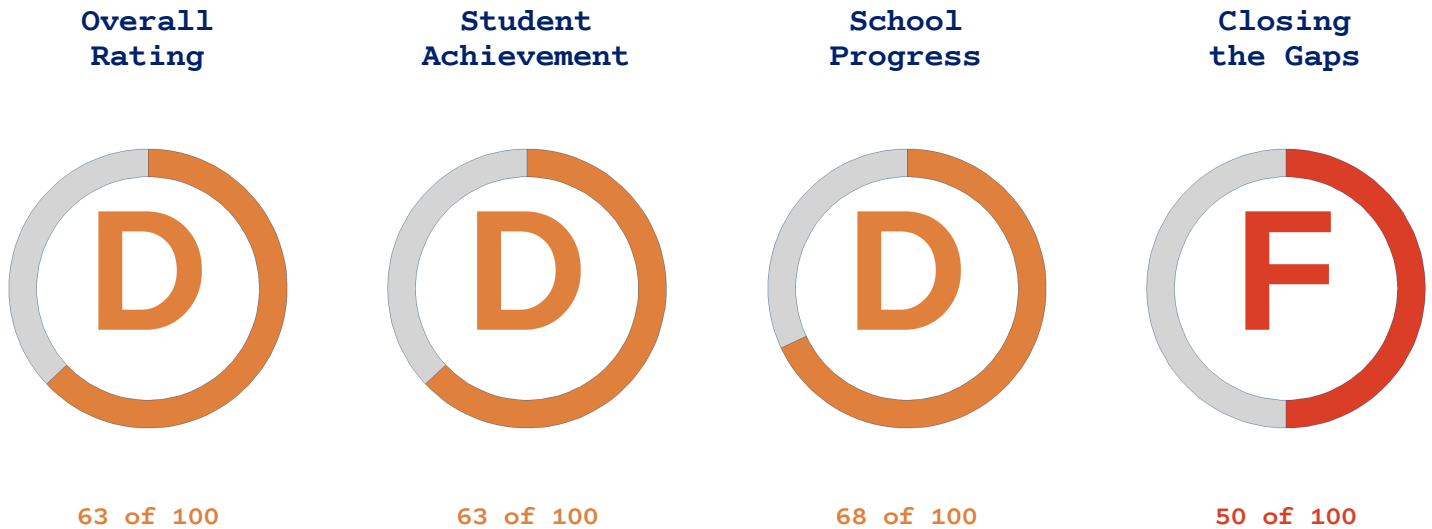 Overall
Rating
Student
Achievement
School
Progress
Closing
the Gaps
D
D
D
F
63 of 100
63 of 100
68 of 100
50 of 100